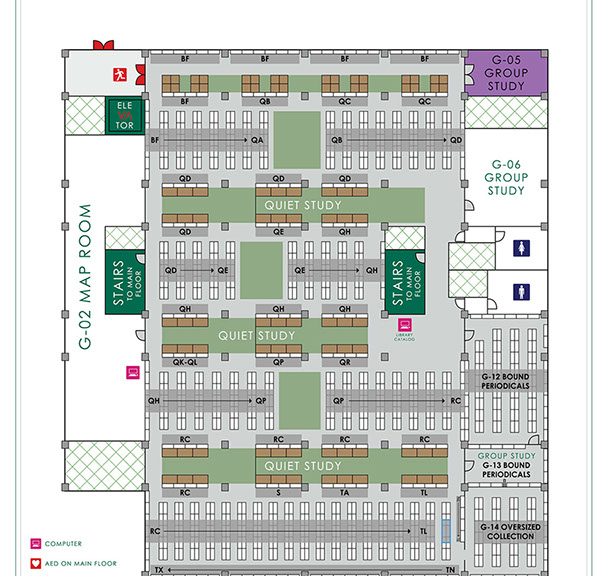 BF BF BF BF
G-05
GROUP
STUDY
BF QB QC QC
ELE
VA
TOR
BF QA QB QD
G-06
GROUP
STUDY
QD QD QD
QUIET STUDY
QD QE QH
G-02 MAP ROOM
STAIRS
TO MAIN
FLOOR
QD QE QE QH
STAIRS
TO MAIN
FLOOR
QH QH QH
LIBRARY
CATALOG
QUIET STUDY
QK-QL QP QR
G-12 BOUND
PERIODICALS
QH QP QP RC
RC RC RC RC
GROUP STUDY
G-13 BOUND
PERIODICALS
QUIET STUDY
RC S TA TL
G-14 OVERSIZED
COLLECTION
RC TL
COMPUTER
AED ON MAIN FLOOR
TX TN